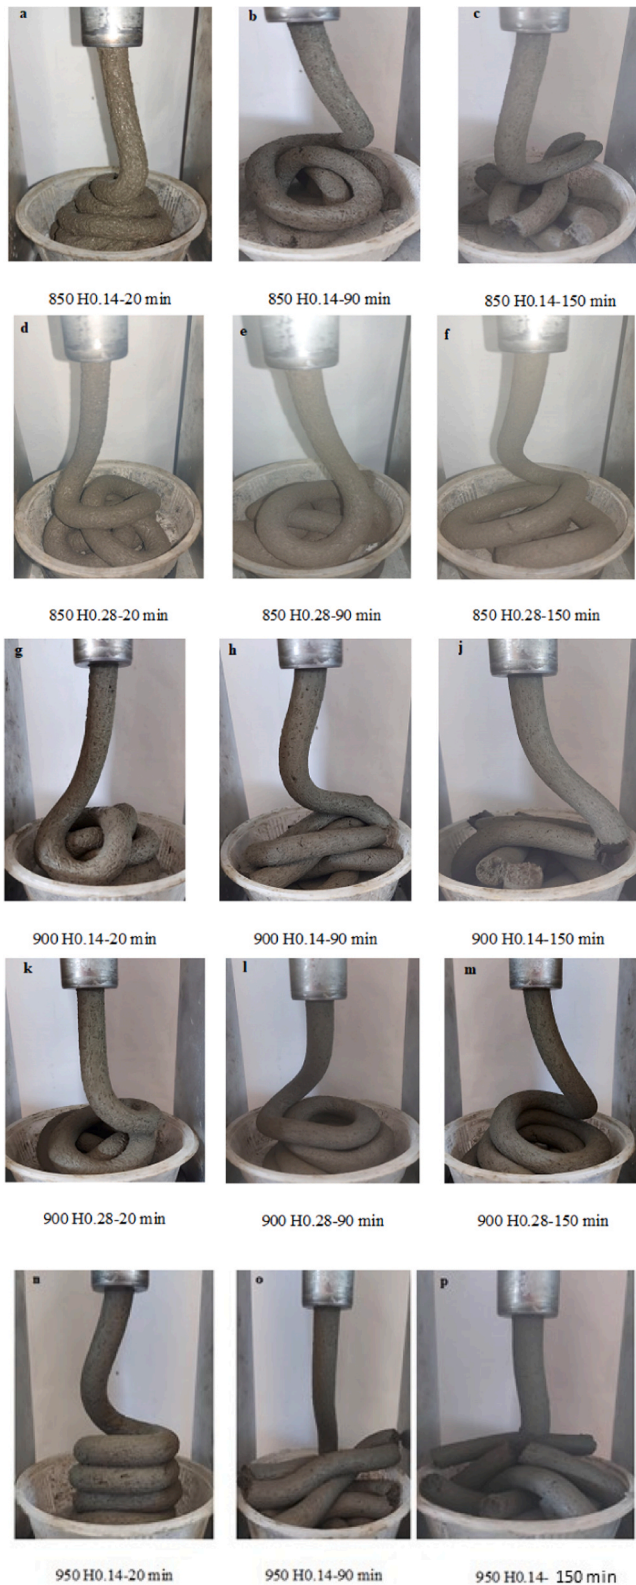 a b c
850 H0.14-20 min 850 H0.14-90 min 850 H0.14-150 min
d e f
850 H0.28-20 min 850 H0.28-90 min 850 H0.28-150 min
g h j
900 H0.14-20 min 900 H0.14-90 min 900 H0.14-150 min
k l m
900 H0.28-20 min 900 H0.28-90 min 900 H0.28-150 min
n o p
950 H0.14-20 min 950 H0.14-90 min 950 H0.14- 150 min